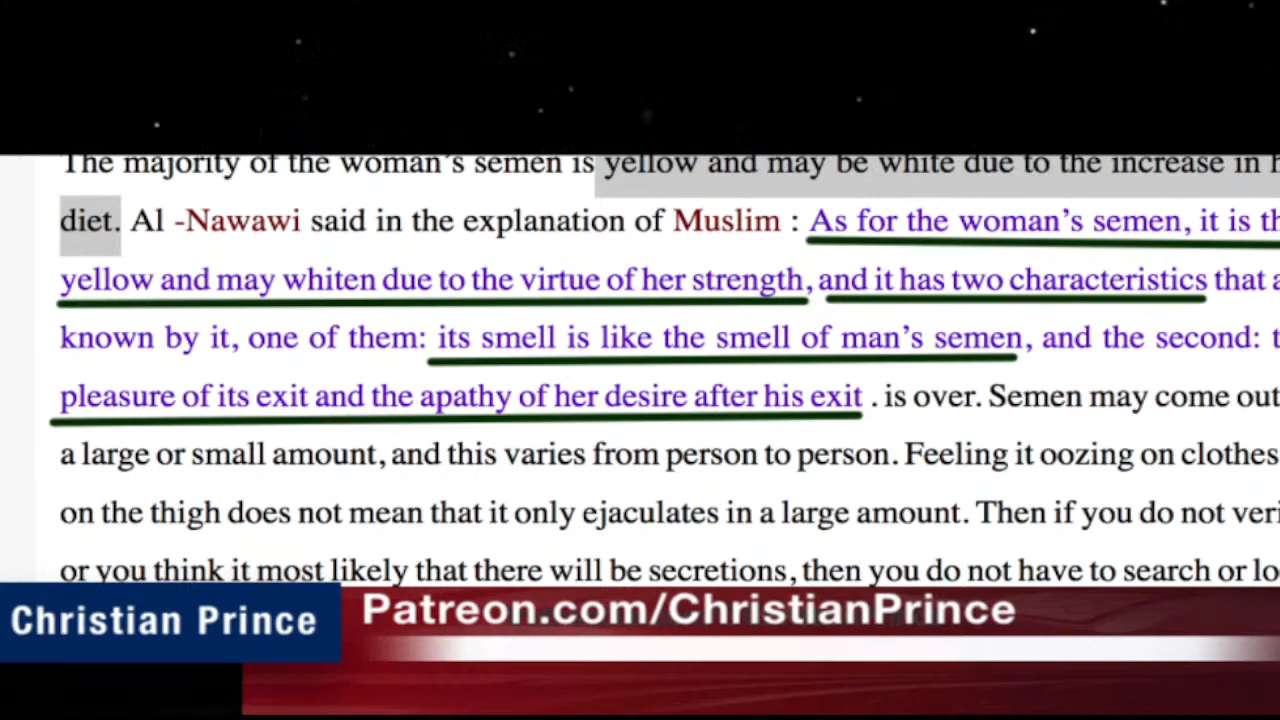 The majority of the woman's semen is yellow and may be white due to the increase in h
diet. Al -Nawawi said in the explanation of Muslim : As for the woman's semen, it is th
yellow and may whiten due to the virtue of her strength, and it has two characteristics that a
known by it, one of them: its smell is like the smell of man's semen, and the second: t
pleasure of its exit and the apathy of her desire after his exit . is over. Semen may come out
a large or small amount, and this varies from person to person. Feeling it oozing on clothes
on the thigh does not mean that it only ejaculates in a large amount. Then if you do not veri
or you think it most likely that there will be secretions, then you do not have to search or lo
Christian Prince
Patreon.com/ChristianPrince